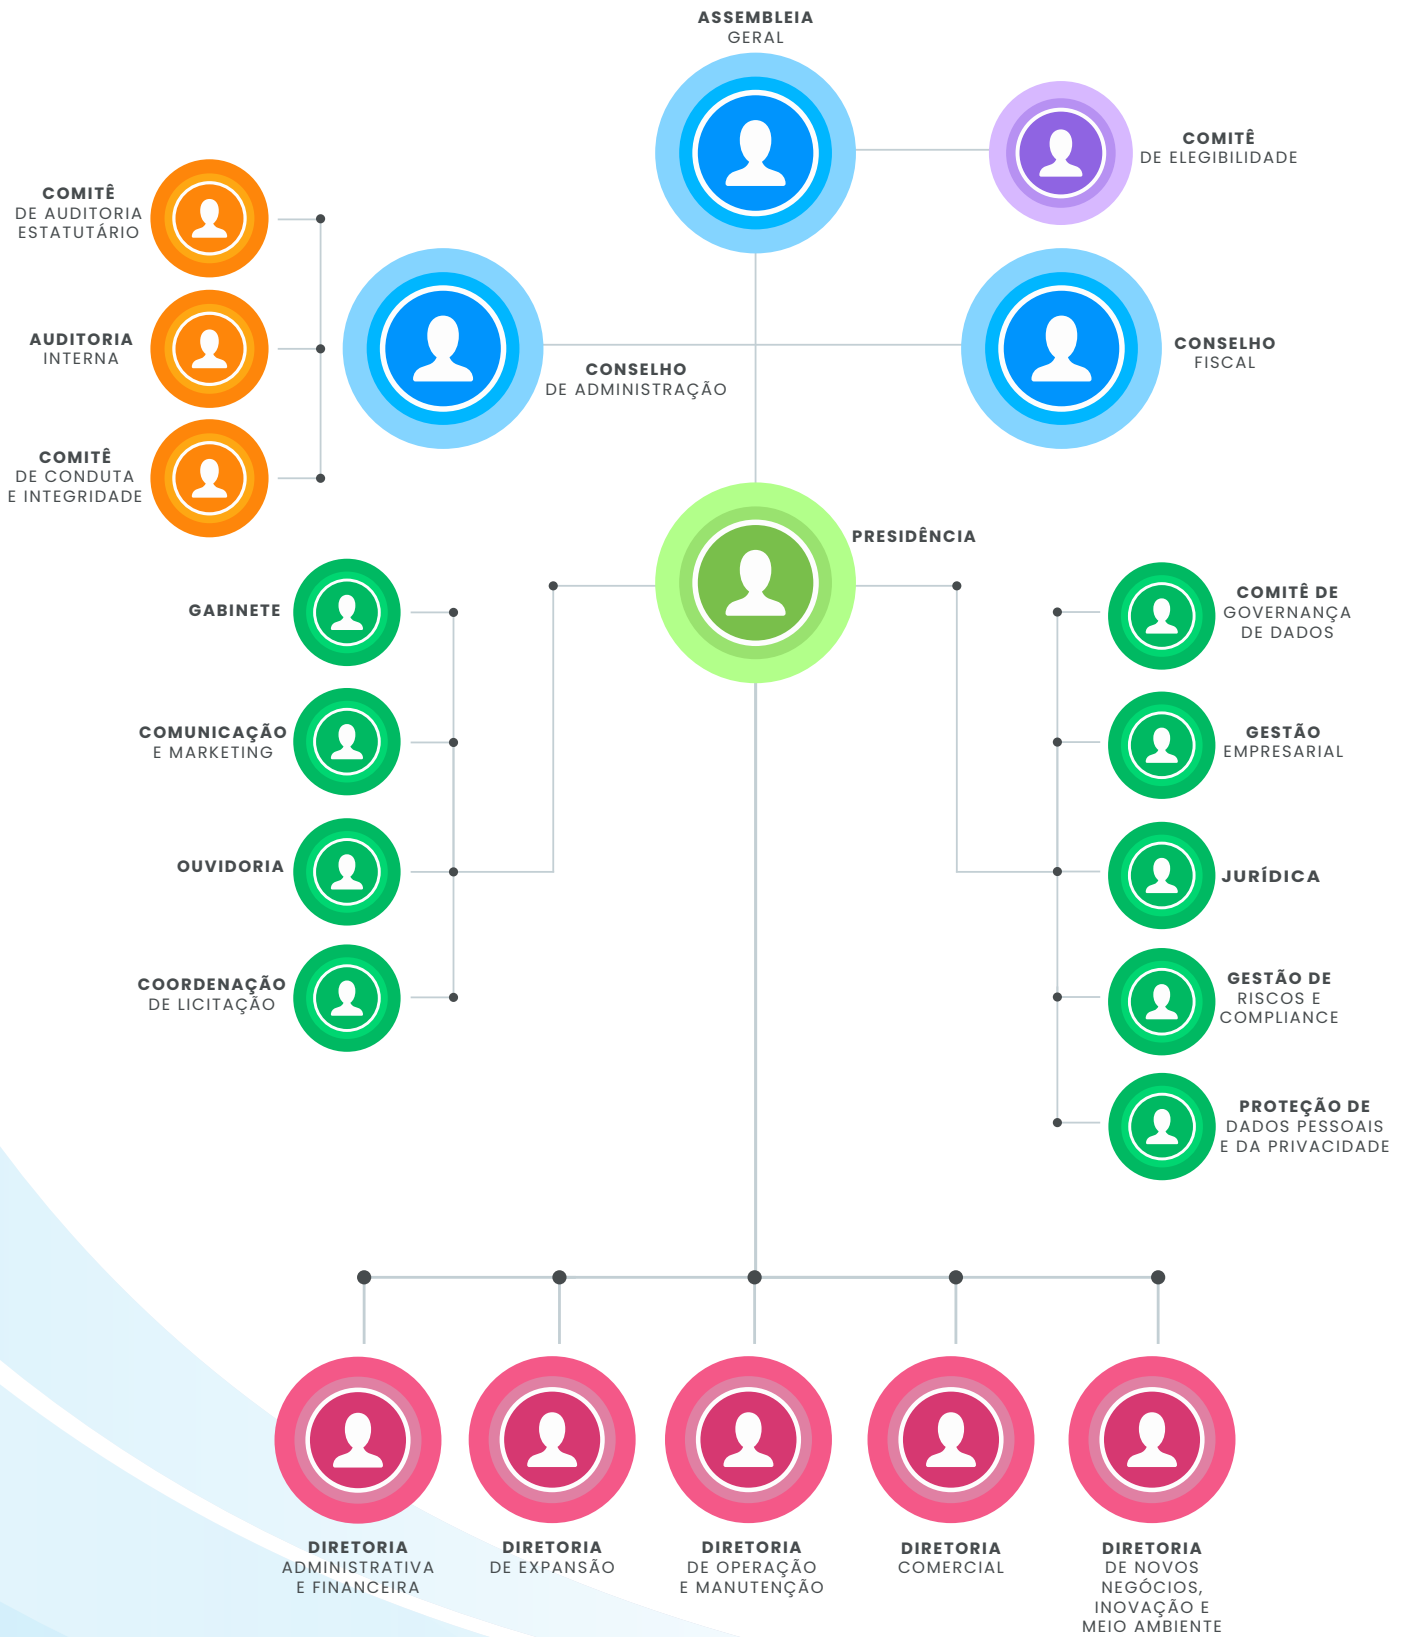 ASSEMBLEIA
GERAL
COMITÊ
DE ELEGIBILIDADE
COMITÊ
DE AUDITORIA
ESTATUTÁRIO
AUDITORIA
INTERNA
COMITÊ
DE CONDUTA
E INTEGRIDADE
CONSELHO
DE ADMINISTRAÇÃO
CONSELHO
FISCAL
PRESIDÊNCIA
GABINETE
COMUNICAÇÃO
E MARKETING
OUVIDORIA
COORDENAÇÃO
DE LICITAÇÃO
COMITÊ DE
GOVERNANÇA
DE DADOS
GESTÃO
EMPRESARIAL
JURÍDICA
GESTÃO DE
RISCOS E
COMPLIANCE
PROTEÇÃO DE
DADOS PESSOAIS
E DA PRIVACIDADE
DIRETORIA
ADMINISTRATIVA
E FINANCEIRA
DIRETORIA
DE EXPANSÃO
DIRETORIA
DE OPERAÇÃO
E MANUTENÇÃO
DIRETORIA
COMERCIAL
DIRETORIA
DE NOVOS
NEGÓCIOS,
INOVAÇÃO E
MEIO AMBIENTE